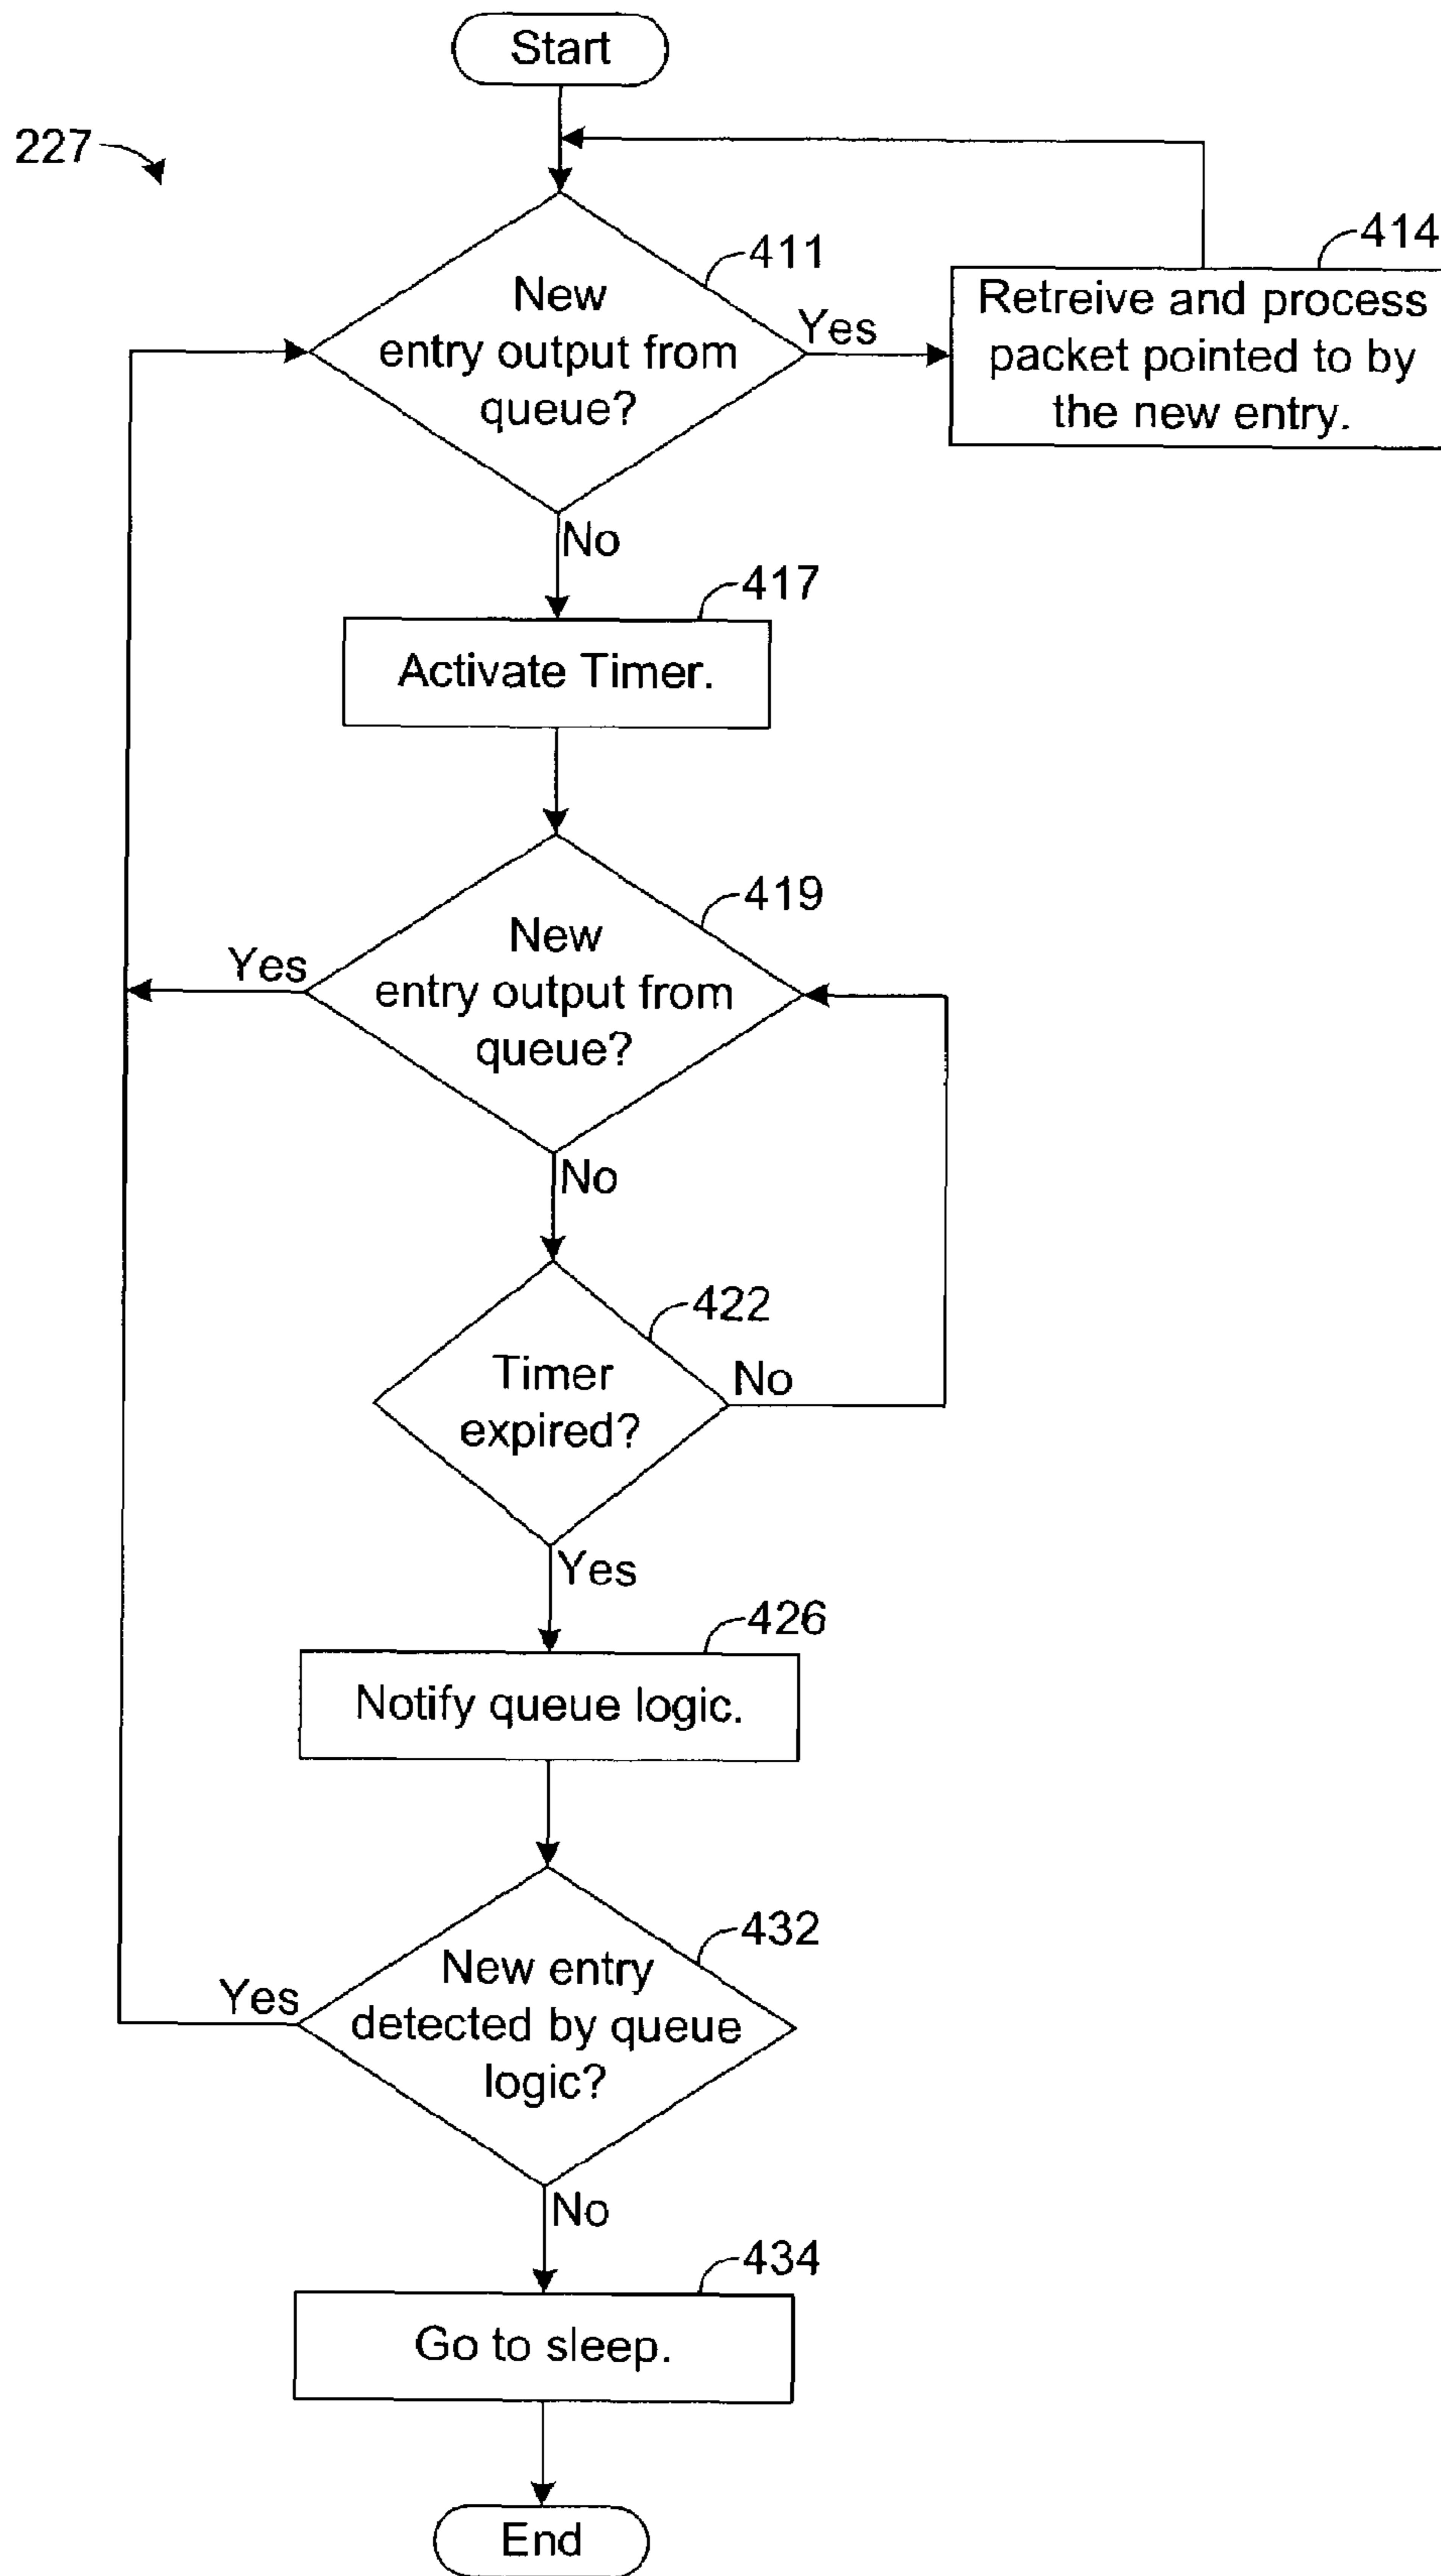 Start
227
411
414
New
entry output from
queue?
Yes
Retreive and process
packet pointed to by
the new entry.
No
417
Activate Timer.
419
New
entry output from
queue?
Yes
No
422
Timer
expired?
No
Yes
426
Notify queue logic.
432
New entry
detected by queue
logic?
Yes
No
434
Go to sleep.
End